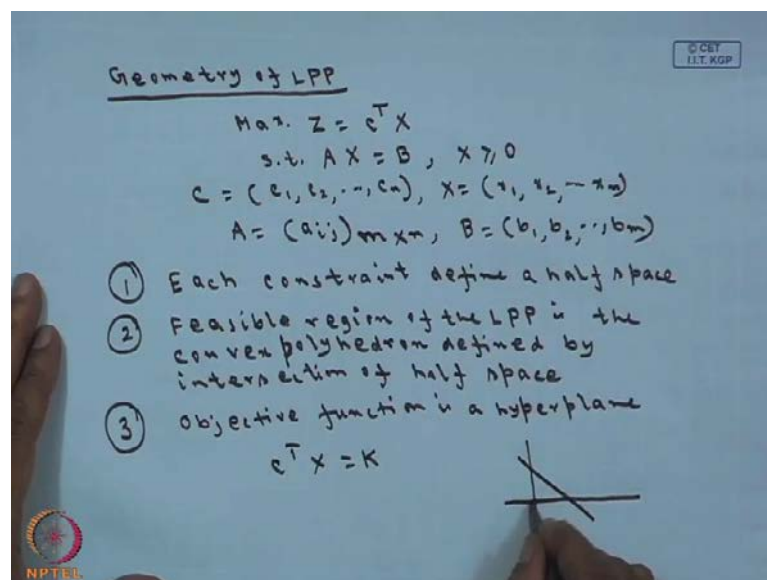 © CET
I.I.T. KGP
Geometry of LPP
Max. Z = c^T X
s.t. AX = B, X ≥ 0
C = (c₁, c₂, ..., cₙ), X = (x₁, x₂, --- xₙ)
A = (aᵢⱼ) m×n, B = (b₁, b₂, .., bₘ)
① Each constraint define a half space
② Feasible region of the LPP is the
convex polyhedron defined by
intersection of half space
③ Objective function is a hyperplane
c^T X = K
NPTEL